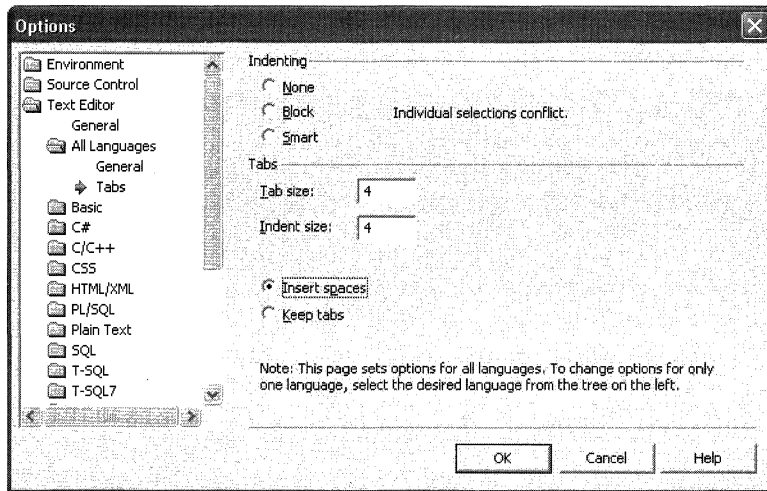 Options
Environment
Source Control
Text Editor
General
All Languages
General
Tabs
Basic
C#
C/C++
CSS
HTML/XML
PL/SQL
Plain Text
SQL
T-SQL
T-SQL7
Indenting
None
Block
Individual selections conflict.
Smart
Tabs
Tab size: 4
Indent size: 4
Insert spaces
Keep tabs
Note: This page sets options for all languages. To change options for only
one language, select the desired language from the tree on the left.
OK
Cancel
Help